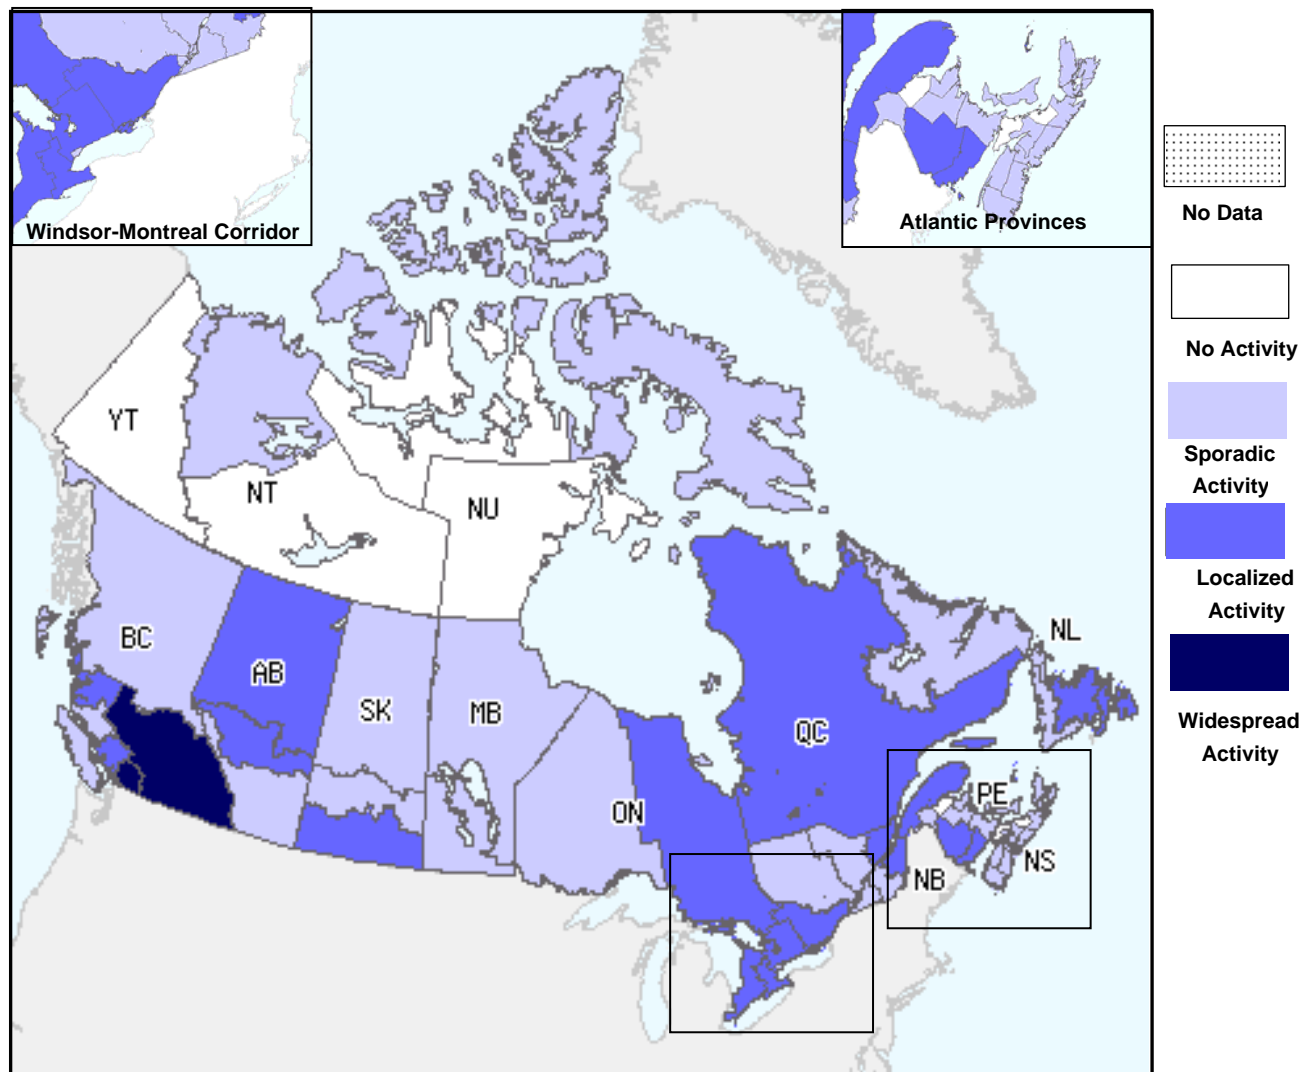 Windsor-Montreal Corridor
Atlantic Provinces
No Data
No Activity
Sporadic
Activity
Localized
Activity
Widespread
Activity
YT
NT
NU
BC
AB
SK
MB
ON
QC
NL
PE
NS
NB